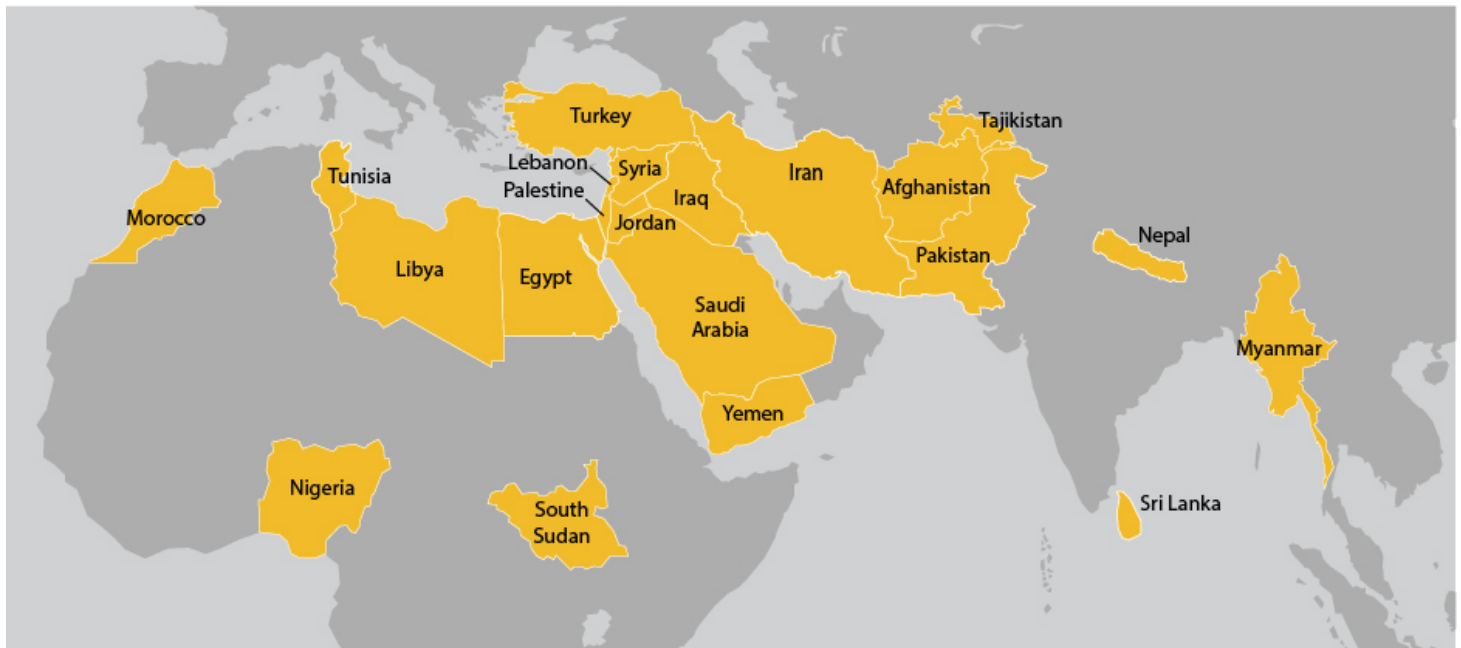 Turkey
Tajikistan
Lebanon
Syria
Iran
Tunisia
Palestine
Afghanistan
Iraq
Morocco
Jordan
Nepal
Pakistan
Libya
Egypt
Saudi
Arabia
Myanmar
Yemen
Nigeria
South
Sudan
Sri Lanka